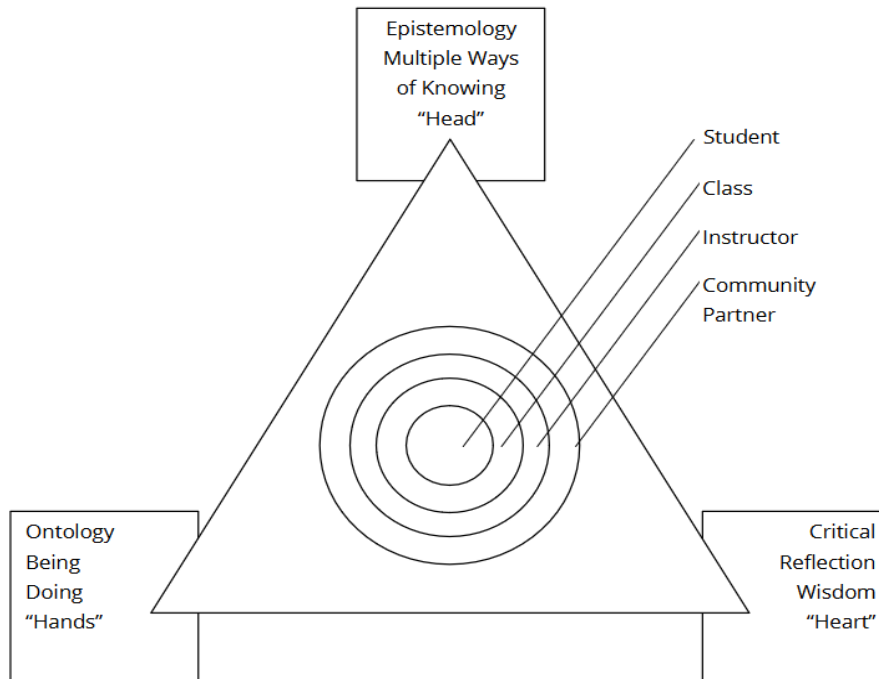 Epistemology
Multiple Ways
of Knowing
“Head”
Student
Class
Instructor
Community
Partner
Ontology
Being
Doing
“Hands”
Critical
Reflection
Wisdom
“Heart”